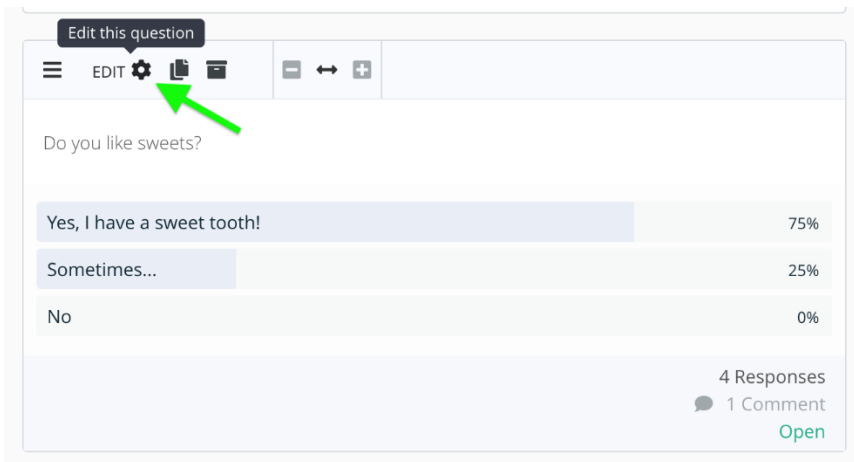 Edit this question
EDIT
Do you like sweets?
Yes, I have a sweet tooth! 75%
Sometimes... 25%
No 0%
4 Responses
1 Comment
Open